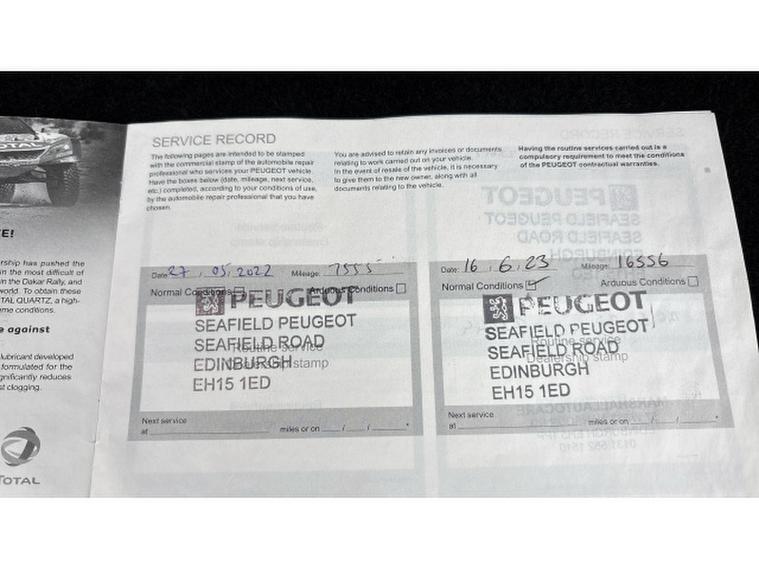 SERVICE RECORD
The following pages are intended to be stamped
with the commercial stamp of the automobile repair
professional who services your PEUGEOT vehicle.
Have the boxes below (date, mileage, next service,
etc.) completed, according to your conditions of use,
by the automobile repair professional that you have
chosen.
You are advised to retain any invoices or documents
relating to work carried out on your vehicle.
In the event of resale of the vehicle, it is necessary
to give them to the new owner, along with all
documents relating to the vehicle.
Having the routine services carried out is a
compulsory requirement to meet the conditions
of the PEUGEOT contractual warranties.
E!
ership has pushed the
in the most difficult of
n the Dakar Rally, and
world. To obtain these
TAL QUARTZ, a high-
me conditions.
e against
lubricant developed
formulated for the
gnificantly reduces
st clogging.
TOTAL
Date: 27 . 05 . 2022 Mileage: 7555
Normal Conditions Arduous Conditions
PEUGEOT
SEAFIELD PEUGEOT
SEAFIELD ROAD
Routine service
EDINBURGH
Dealership stamp
EH15 1ED
Next service
at miles or on / / *
Date: 16 . 6 . 23 Mileage: 16556
Normal Conditions Arduous Conditions
PEUGEOT
SEAFIELD PEUGEOT
Routine service
SEAFIELD ROAD
Dealership stamp
EDINBURGH
EH15 1ED
Next service
at miles or on / / *